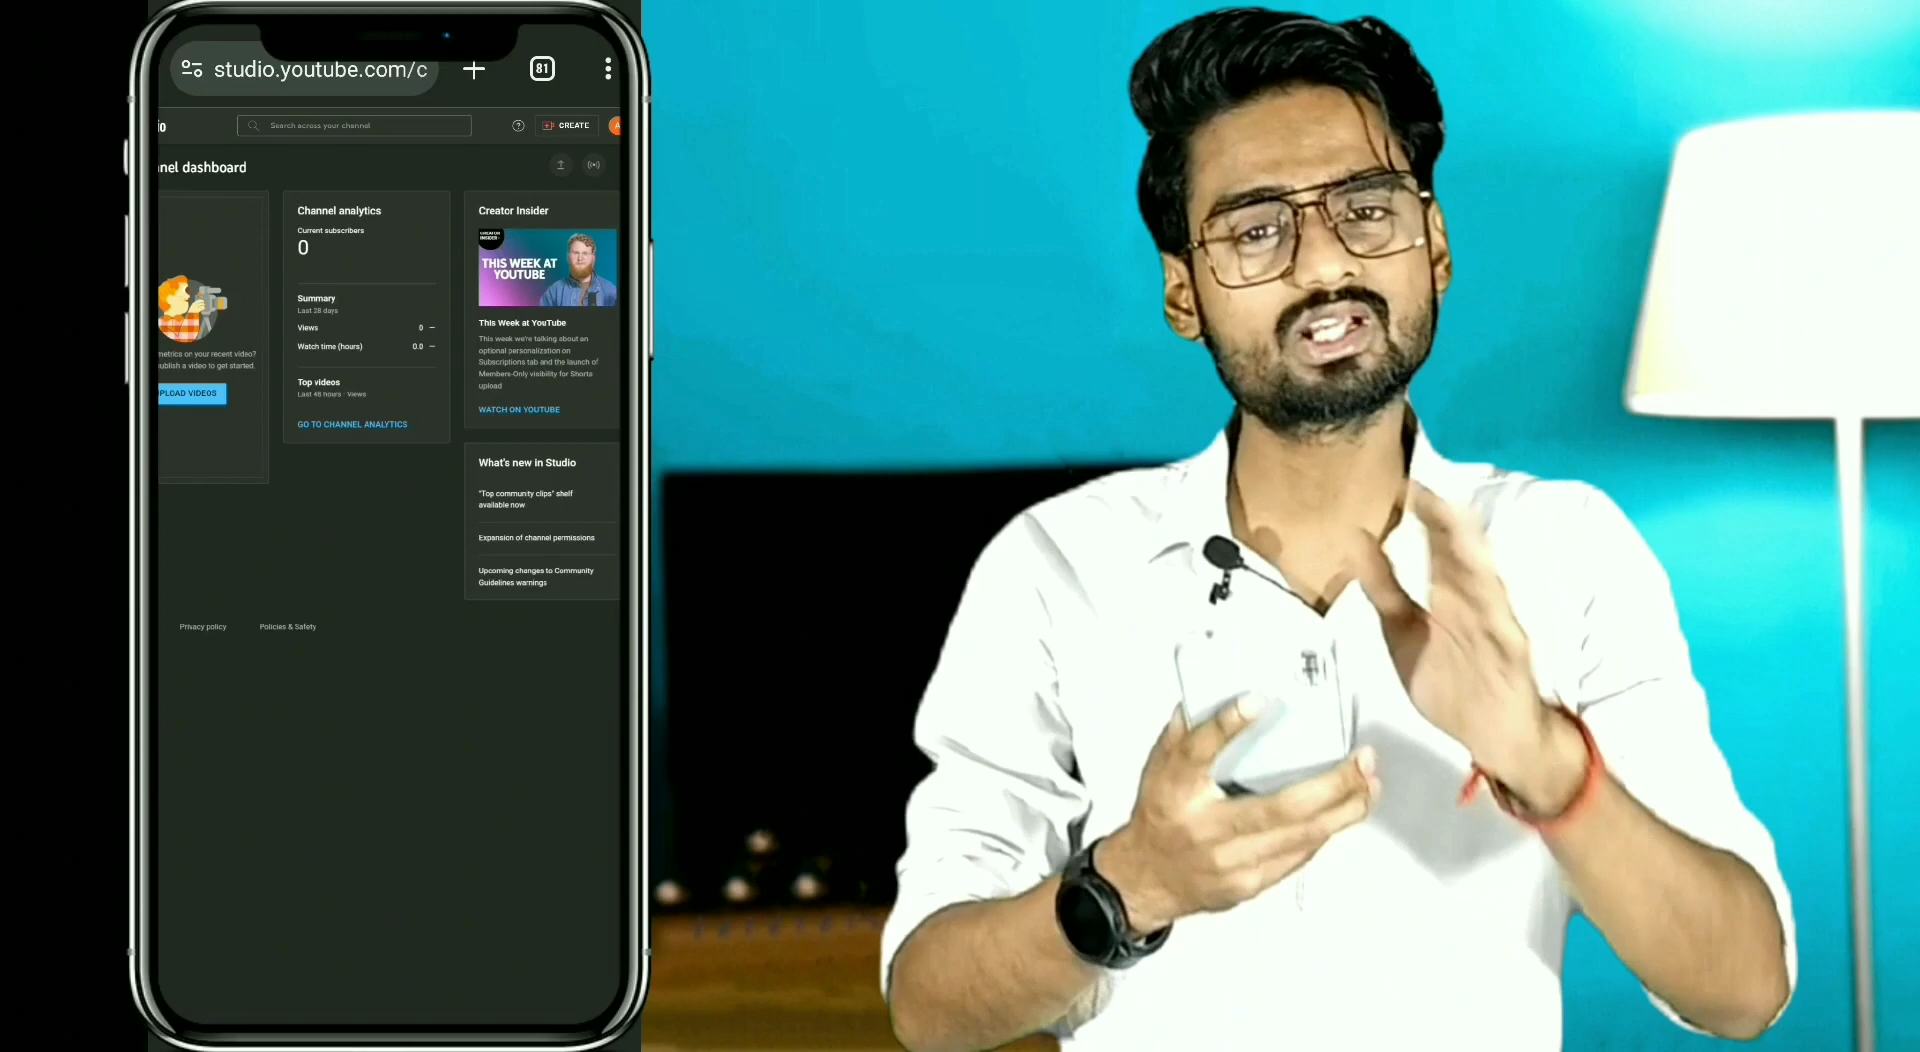 studio.youtube.com/c
81
io
Search across your channel
CREATE
A
nnel dashboard
metrics on your recent video?
ublish a video to get started.
PLOAD VIDEOS
Channel analytics
Current subscribers
0
Summary
Last 28 days
Views 0 —
Watch time (hours) 0.0 —
Top videos
Last 48 hours · Views
GO TO CHANNEL ANALYTICS
Creator Insider
CREATOR
INSIDER
THIS WEEK AT
YOUTUBE
This Week at YouTube
This week we're talking about an
optional personalization on
Subscriptions tab and the launch of
Members-Only visibility for Shorts
upload
WATCH ON YOUTUBE
What's new in Studio
"Top community clips" shelf
available now
Expansion of channel permissions
Upcoming changes to Community
Guidelines warnings
Privacy policy
Policies & Safety